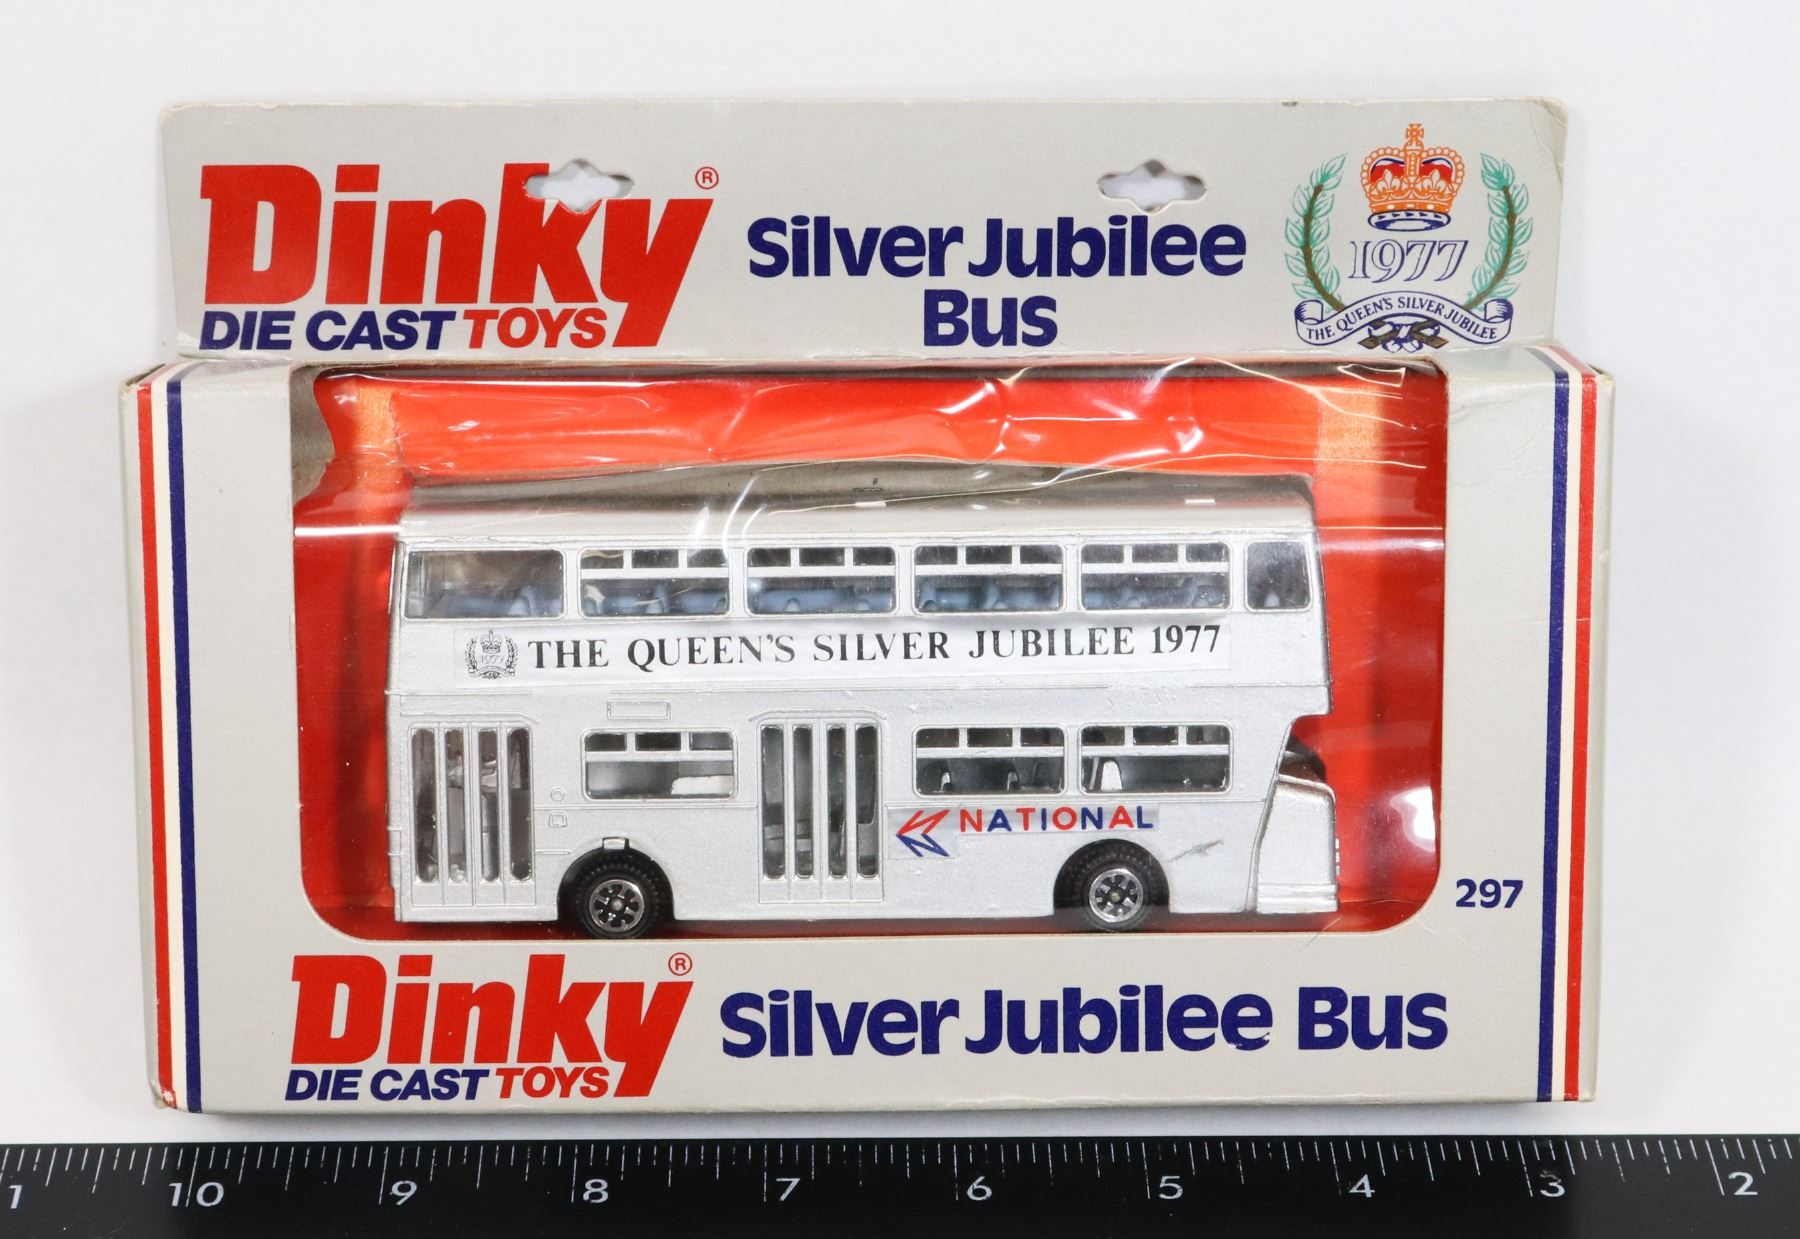 Dinky®
DIE CAST TOYS
Silver Jubilee
Bus
1977
THE QUEEN'S SILVER JUBILEE
THE QUEEN'S SILVER JUBILEE 1977
NATIONAL
297
Dinky®
DIE CAST TOYS
Silver Jubilee Bus
1 10 9 8 7 6 5 4 3 2